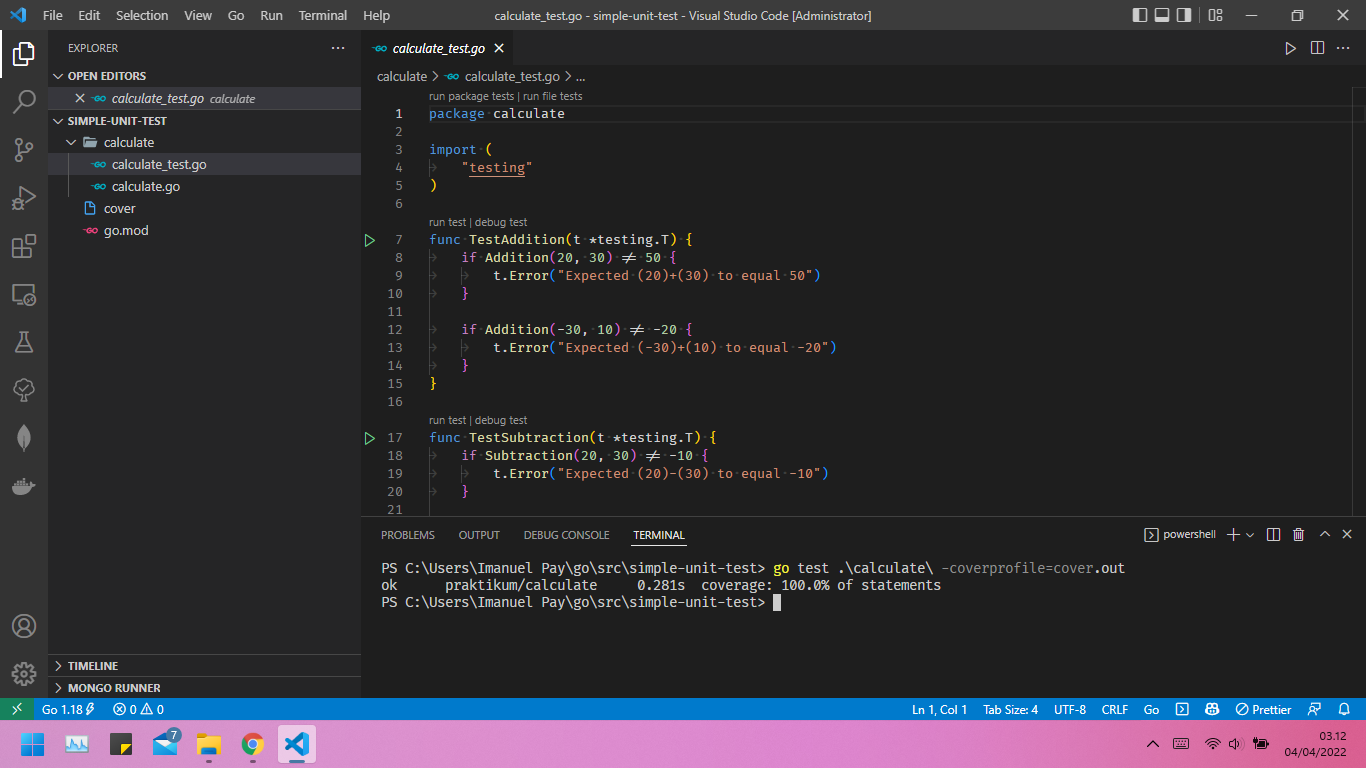 File Edit Selection View Go Run Terminal Help calculate_test.go - simple-unit-test - Visual Studio Code [Administrator]
EXPLORER
OPEN EDITORS
calculate_test.go calculate
SIMPLE-UNIT-TEST
calculate
calculate_test.go
calculate.go
cover
go.mod
TIMELINE
MONGO RUNNER
calculate_test.go
calculate > calculate_test.go > ...
run package tests | run file tests
1 package calculate
2
3 import (
4 "testing"
5 )
6
run test | debug test
7 func TestAddition(t *testing.T) {
8 if Addition(20, 30) ≠ 50 {
9 t.Error("Expected (20)+(30) to equal 50")
10 }
11
12 if Addition(-30, 10) ≠ -20 {
13 t.Error("Expected (-30)+(10) to equal -20")
14 }
15 }
16
run test | debug test
17 func TestSubtraction(t *testing.T) {
18 if Subtraction(20, 30) ≠ -10 {
19 t.Error("Expected (20)-(30) to equal -10")
20 }
21
PROBLEMS OUTPUT DEBUG CONSOLE TERMINAL powershell
PS C:\Users\Imanuel Pay\go\src\simple-unit-test> go test .\calculate\ -coverprofile=cover.out
ok praktikum/calculate 0.281s coverage: 100.0% of statements
PS C:\Users\Imanuel Pay\go\src\simple-unit-test>
Go 1.18 0 0 Ln 1, Col 1 Tab Size: 4 UTF-8 CRLF Go Prettier
7
03.12
04/04/2022